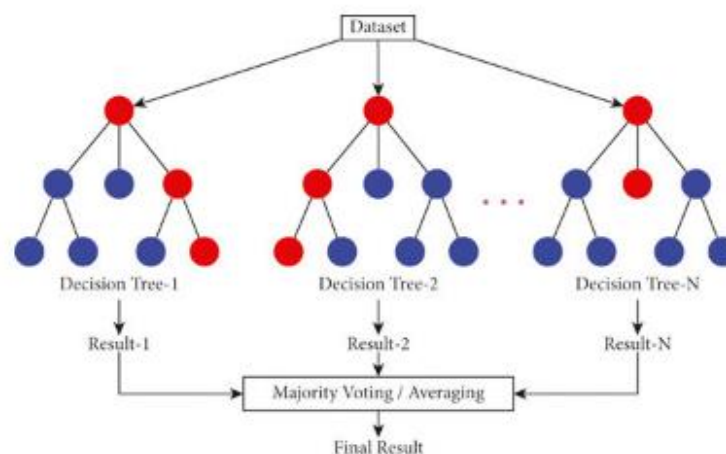 Dataset
Decision Tree-1
Decision Tree-2
Decision Tree-N
Result-1
Result-2
Result-N
Majority Voting / Averaging
Final Result